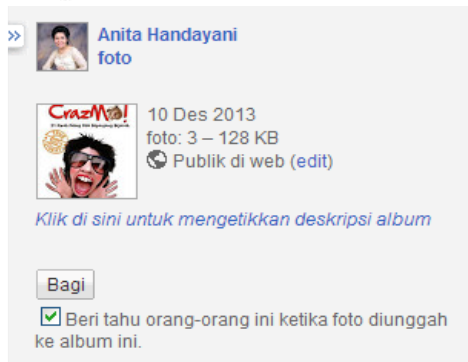 »
Anita Handayani
foto
CrazMo!
10 Des 2013
foto: 3 – 128 KB
Publik di web (edit)
Klik di sini untuk mengetikkan deskripsi album
Bagi
Beri tahu orang-orang ini ketika foto diunggah
ke album ini.